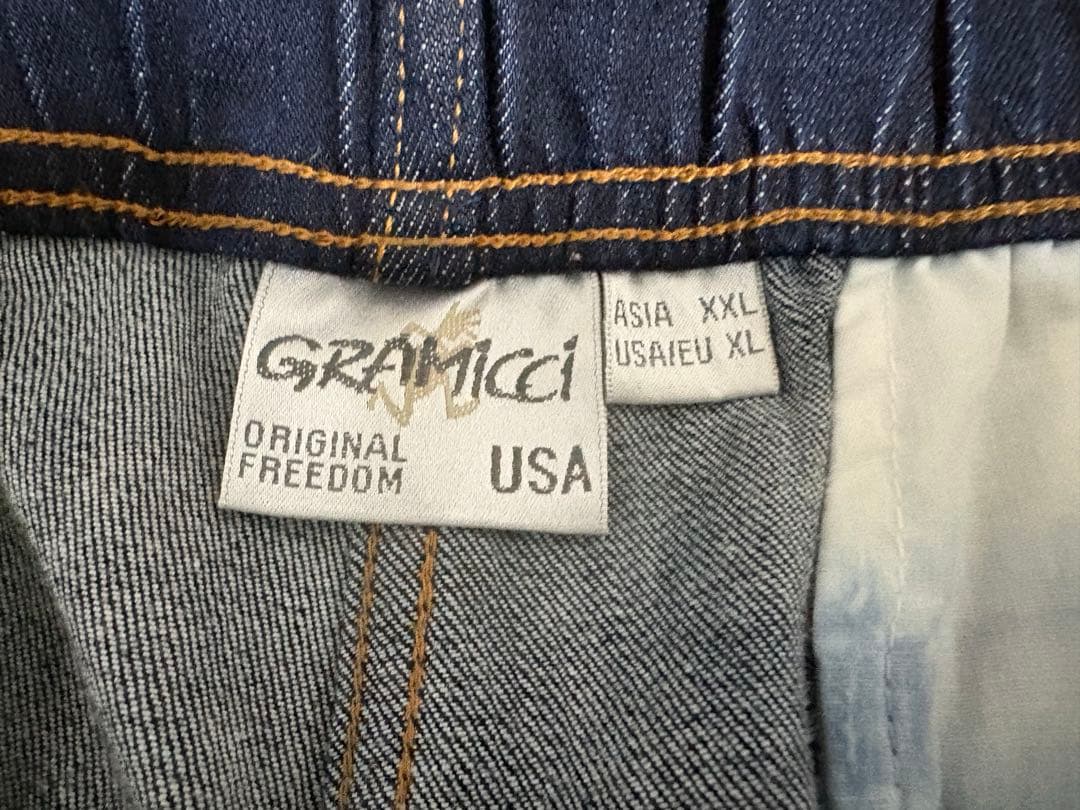 GRAMICCI
ORIGINAL
FREEDOM
USA
ASIA XXL
USA/EU XL